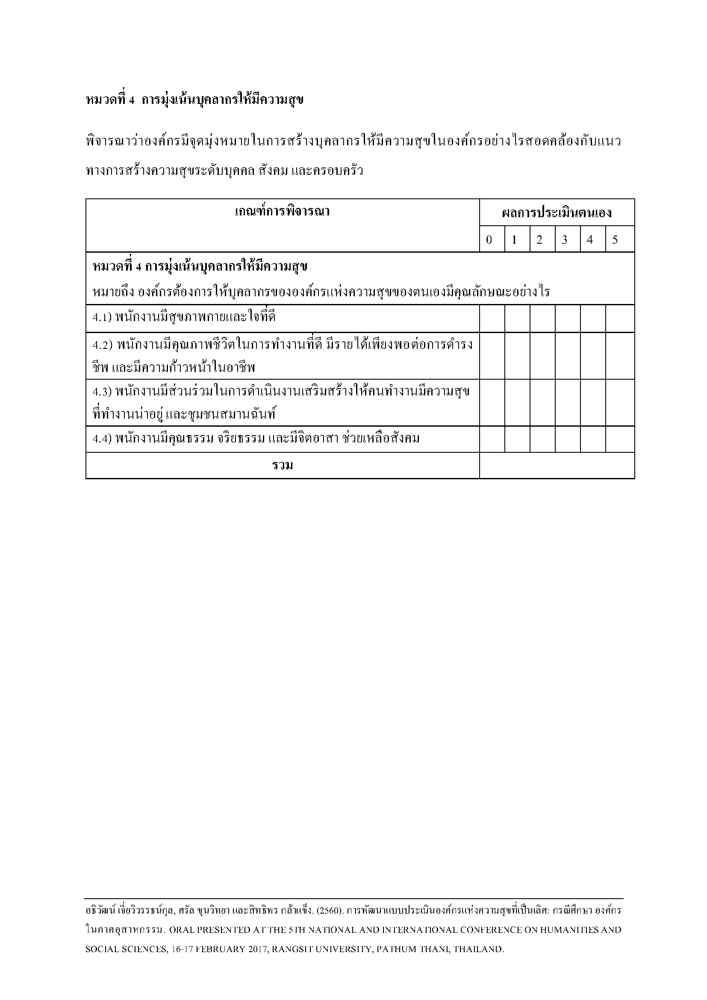 หมวดที่ 4  การมุ่งเน้นบุคลากรให้มีความสุข
พิจารณาว่าองค์กรมีจุดมุ่งหมายในการสร้างบุคลากรให้มีความสุขในองค์กรอย่างไรสอดคล้องกับแนว
ทางการสร้างความสุขระดับบุคคล สังคม และครอบครัว
เกณฑ์การพิจารณา
ผลการประเมินตนเอง
0 1 2 3 4 5
หมวดที่ 4 การมุ่งเน้นบุคลากรให้มีความสุข
หมายถึง องค์กรต้องการให้บุคลากรขององค์กรแห่งความสุขของตนเองมีคุณลักษณะอย่างไร
4.1) พนักงานมีสุขภาพกายและใจที่ดี
4.2) พนักงานมีคุณภาพชีวิตในการทำงานที่ดี มีรายได้เพียงพอต่อการดำรง
ชีพ และมีความก้าวหน้าในอาชีพ
4.3) พนักงานมีส่วนร่วมในการดำเนินงานเสริมสร้างให้คนทำงานมีความสุข
ที่ทำงานน่าอยู่ และชุมชนสมานฉันท์
4.4) พนักงานมีคุณธรรม จริยธรรม และมีจิตอาสา ช่วยเหลือสังคม
รวม
อธิวัฒน์ เจี่ยวิวรรธน์กุล, ศรัล ขุนวิทยา และสิทธิพร กล้าแข็ง. (2560). การพัฒนาแบบประเมินองค์กรแห่งความสุขที่เป็นเลิศ: กรณีศึกษา องค์กร
ในภาคอุสาหกรรม. ORAL PRESENTED AT THE 5TH NATIONAL AND INTERNATIONAL CONFERENCE ON HUMANITIES AND
SOCIAL SCIENCES, 16-17 FEBRUARY 2017, RANGSIT UNIVERSITY, PATHUM THANI, THAILAND.